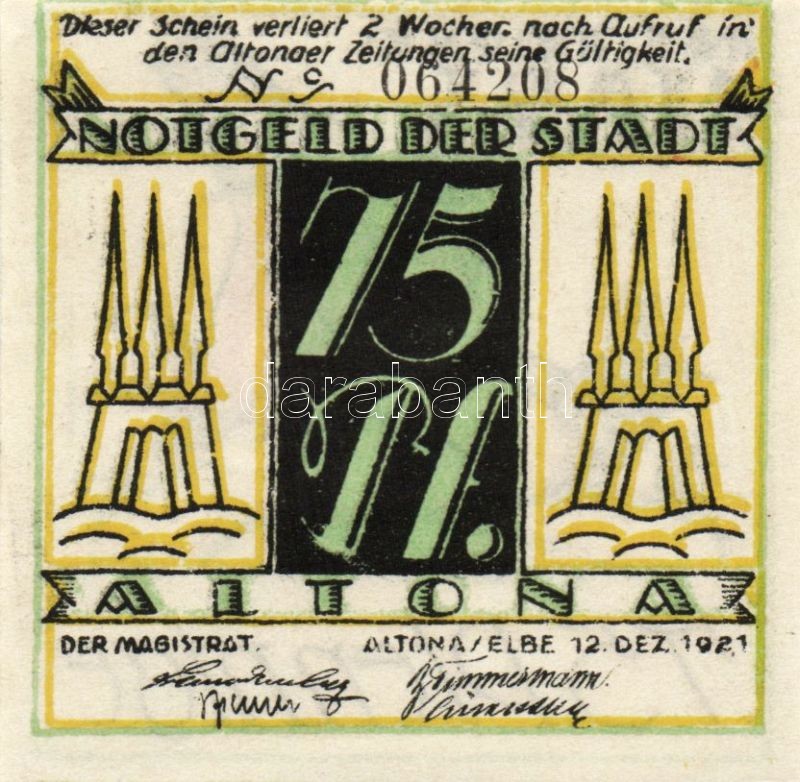 Dieser Schein verliert 2 Wochen nach Aufruf in
den Altonaer Zeitungen seine Gültigkeit.
No 064208
NOTGELD DER STADT
75
Pf.
darabanth
ALTONA
DER MAGISTRAT. ALTONA/ELBE 12. DEZ. 1921